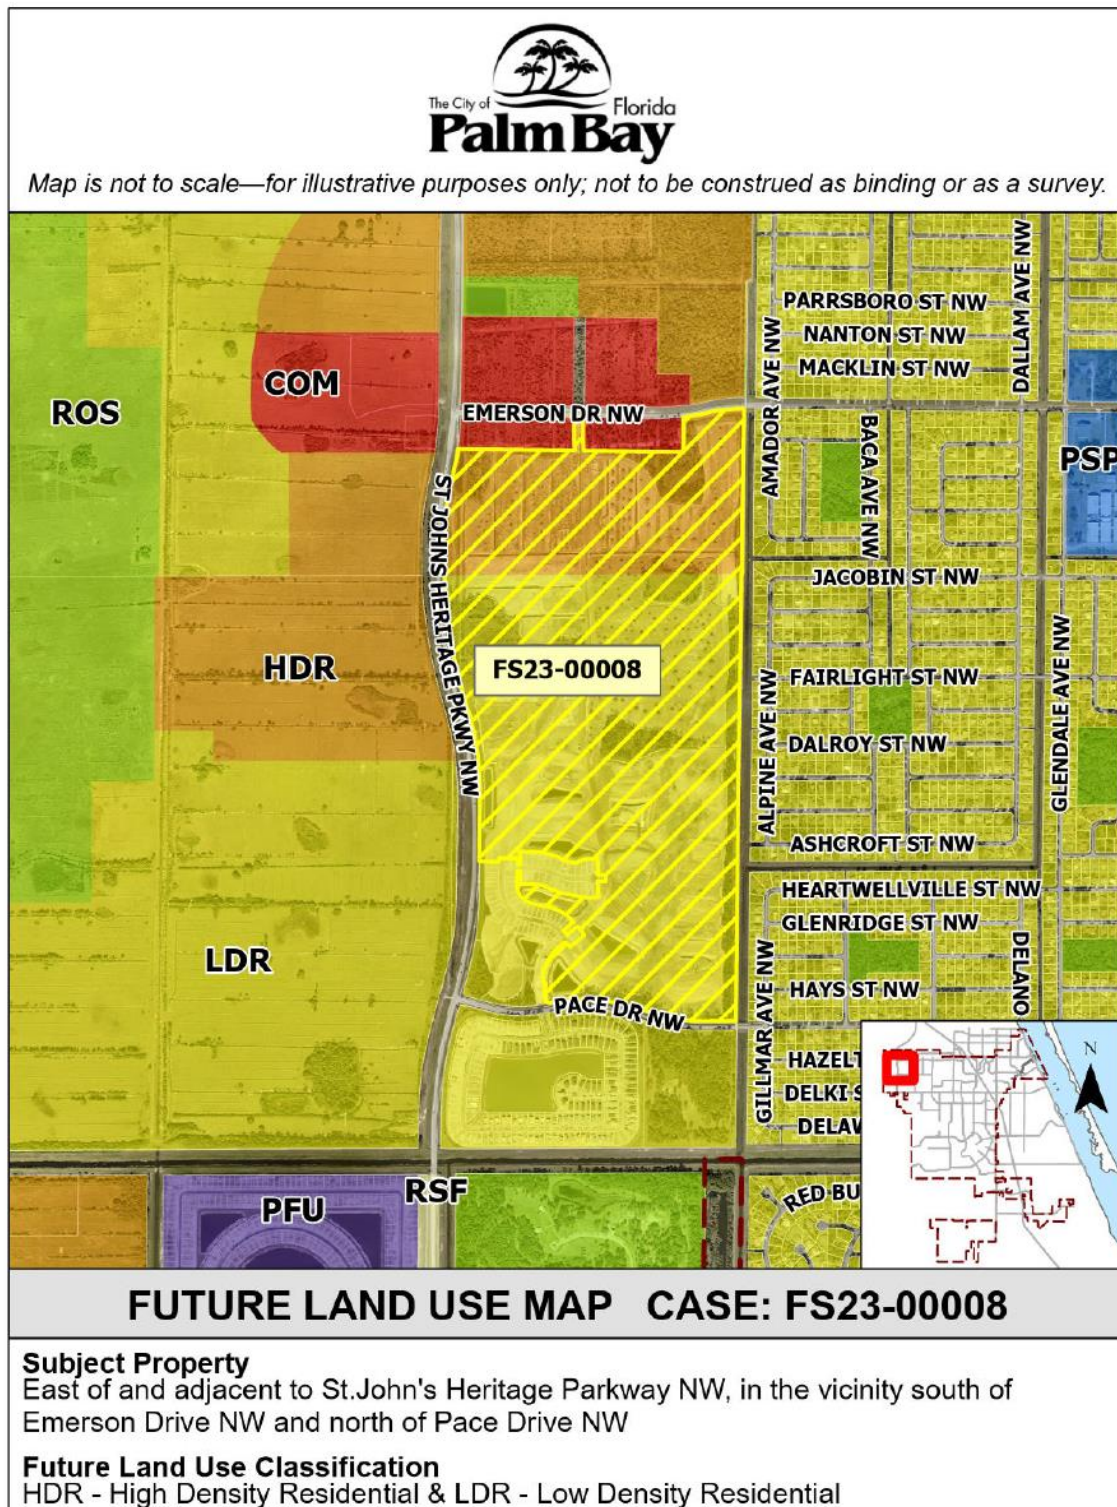 The City of Florida
Palm Bay
Map is not to scale—for illustrative purposes only; not to be construed as binding or as a survey.
PARRSBORO ST NW
NANTON ST NW
MACKLIN ST NW
AMADOR AVE NW
DALLAM AVE NW
COM
ROS
EMERSON DR NW
BACA AVE NW
PSP
ST JOHNS HERITAGE PKWY NW
JACOBIN ST NW
HDR
FS23-00008
FAIRLIGHT ST NW
GLENDALE AVE NW
ALPINE AVE NW
DALROY ST NW
ASHCROFT ST NW
HEARTWELLVILLE ST NW
GLENRIDGE ST NW
LDR
DELANO
GILLMAR AVE NW
HAYS ST NW
PACE DR NW
HAZELT
DELKI S
DELAW
N
RSF
PFU
RED BU
FUTURE LAND USE MAP CASE: FS23-00008
Subject Property
East of and adjacent to St.John's Heritage Parkway NW, in the vicinity south of
Emerson Drive NW and north of Pace Drive NW
Future Land Use Classification
HDR - High Density Residential & LDR - Low Density Residential